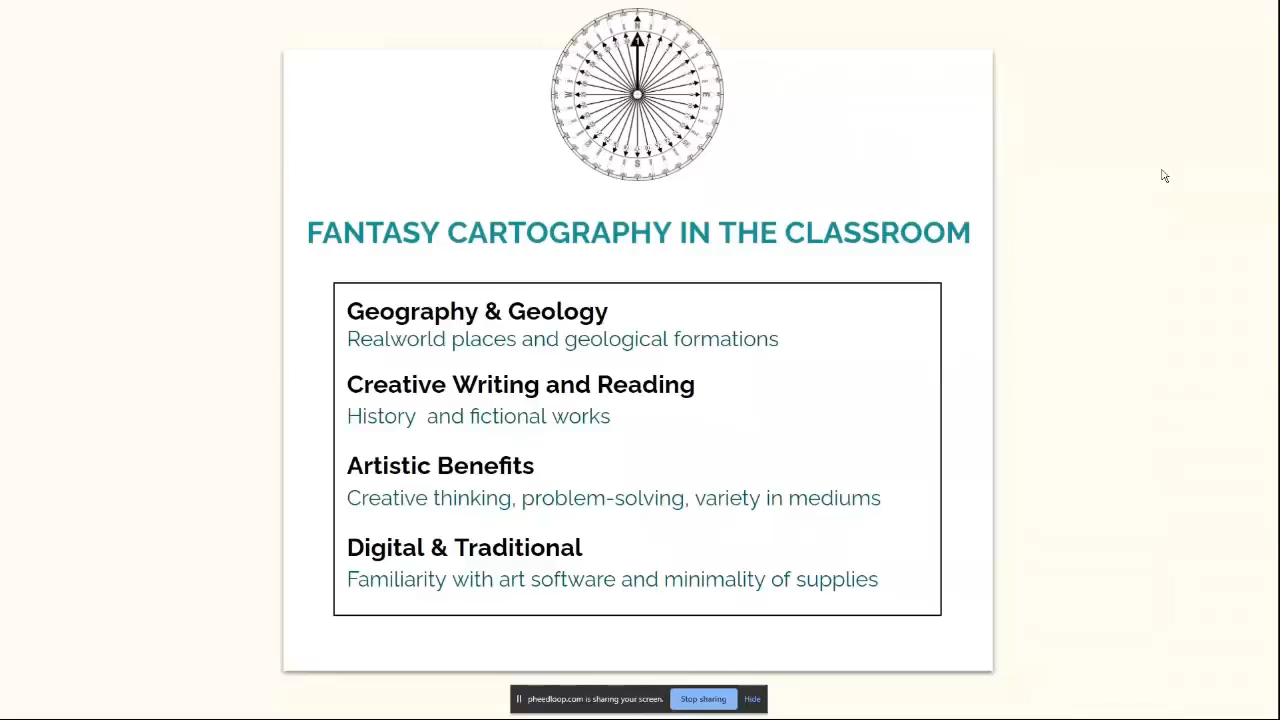 N
W
E
S
FANTASY CARTOGRAPHY IN THE CLASSROOM
Geography & Geology
Realworld places and geological formations
Creative Writing and Reading
History and fictional works
Artistic Benefits
Creative thinking, problem-solving, variety in mediums
Digital & Traditional
Familiarity with art software and minimality of supplies
pheedloop.com is sharing your screen.
Stop sharing
Hide